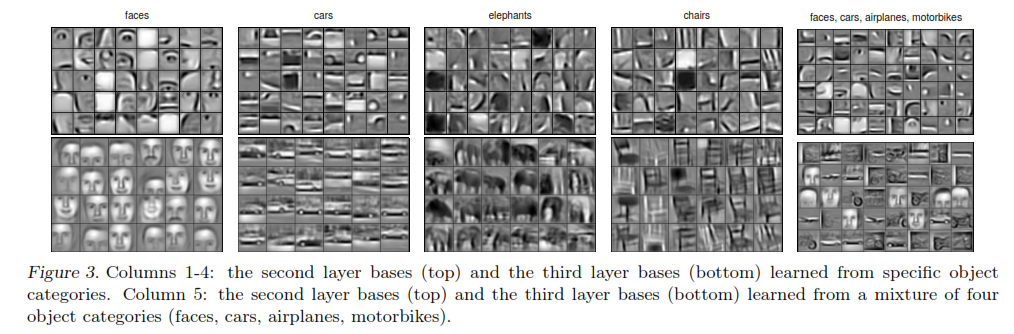 faces
cars
elephants
chairs
faces, cars, airplanes, motorbikes
Figure 3. Columns 1-4: the second layer bases (top) and the third layer bases (bottom) learned from specific object
categories. Column 5: the second layer bases (top) and the third layer bases (bottom) learned from a mixture of four
object categories (faces, cars, airplanes, motorbikes).